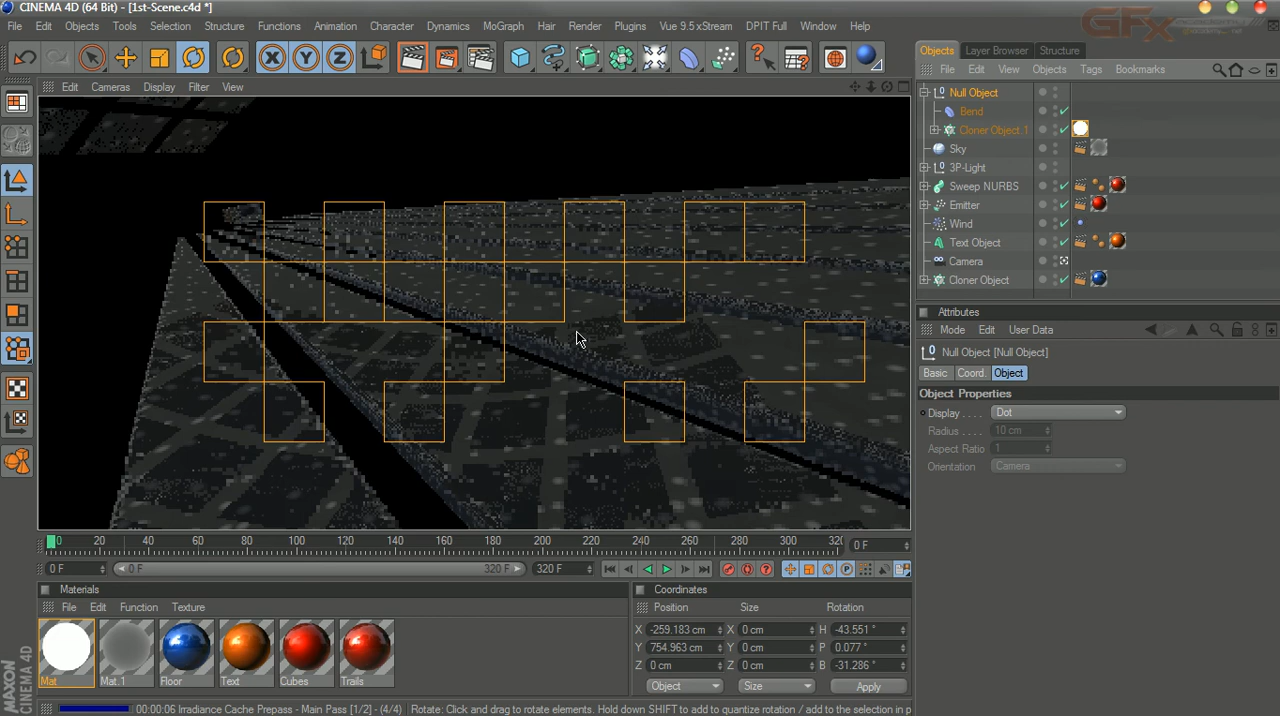 CINEMA 4D (64 Bit) - [1st-Scene.c4d *]
File Edit Objects Tools Selection Structure Functions Animation Character Dynamics MoGraph Hair Render Plugins Vue 9.5 xStream DPIT Full Window Help
GFx
Objects Layer Browser Structure
File Edit View Objects Tags Bookmarks
Edit Cameras Display Filter View
Null Object
Bend
Cloner Object.1
Sky
3P-Light
Sweep NURBS
Emitter
Wind
Text Object
Camera
Cloner Object
Attributes
Mode Edit User Data
Null Object [Null Object]
Basic Coord. Object
Object Properties
Display . . . . Dot
Radius . . . . . 10 cm
Aspect Ratio 1
Orientation Camera
0 20 40 60 80 100 120 140 160 180 200 220 240 260 280 300 320
0 F
0 F 0 F 320 F 320 F
Materials
File Edit Function Texture
Mat Mat.1 Floor Text Cubes Trails
Coordinates
Position Size Rotation
X -259.183 cm X 0 cm H -43.551 °
Y 754.963 cm Y 0 cm P 0.077 °
Z 0 cm Z 0 cm B -31.286 °
Object Size Apply
MAXON CINEMA 4D
00:00:06 Irradiance Cache Prepass - Main Pass [1/2] - (4/4) Rotate: Click and drag to rotate elements. Hold down SHIFT to add to quantize rotation / add to the selection in p